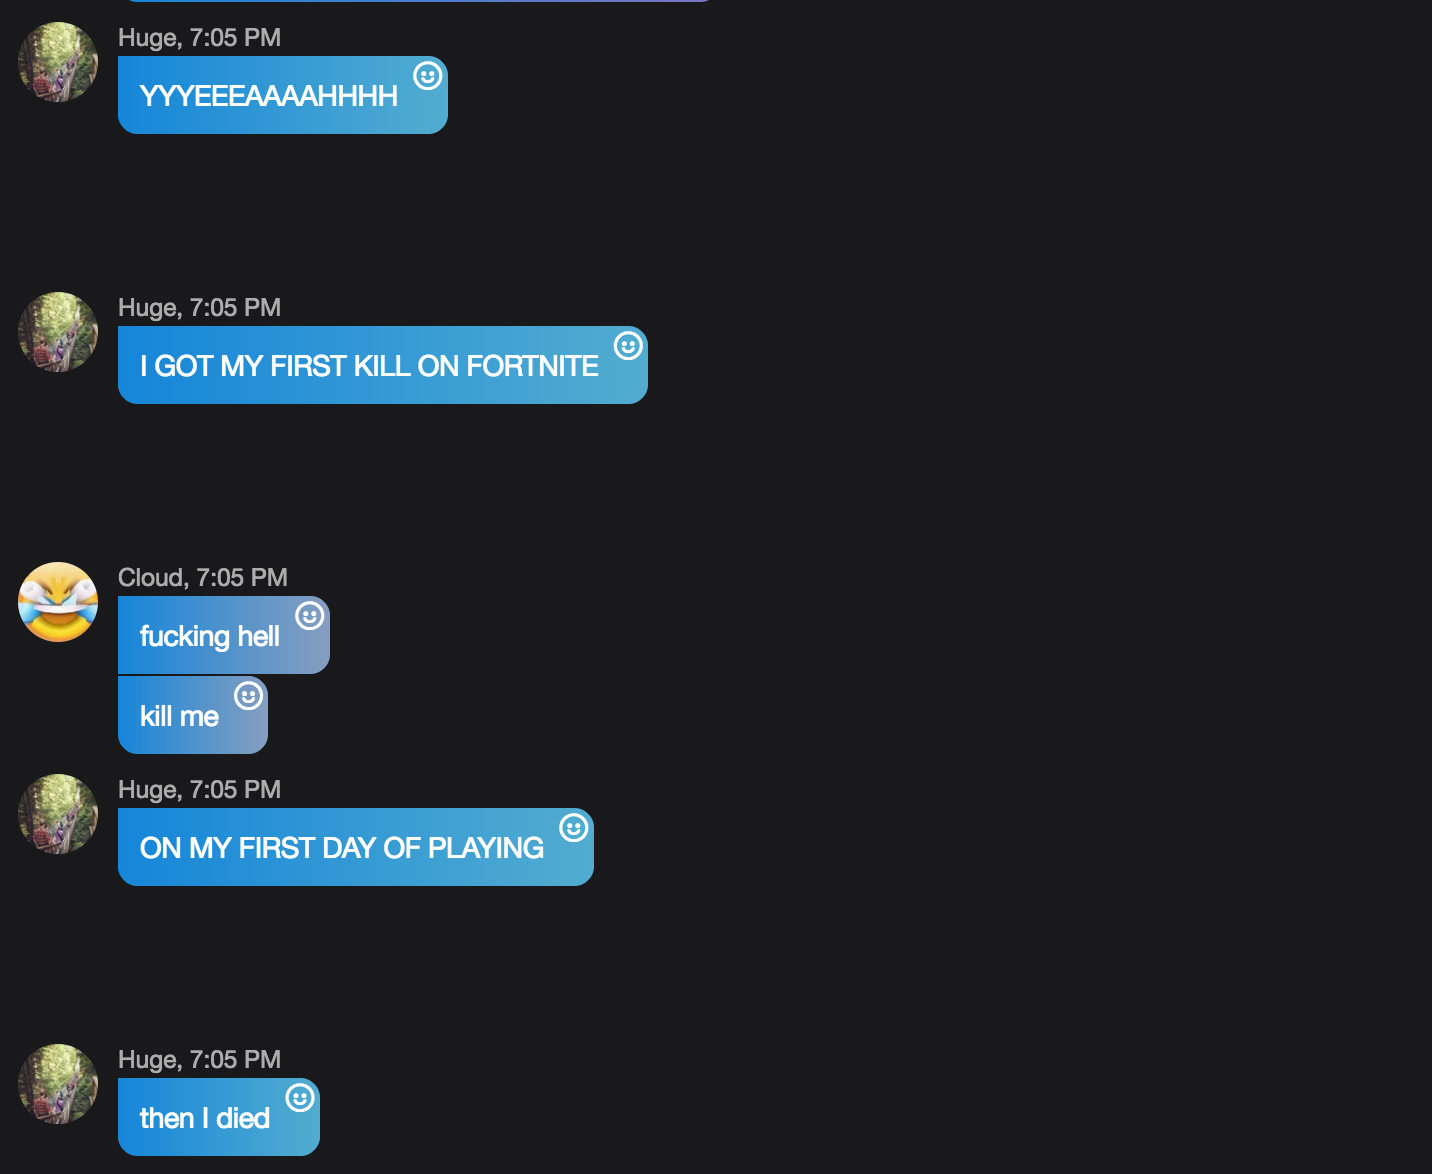 Huge, 7:05 PM
YYYEEEAAAAHHHH
Huge, 7:05 PM
I GOT MY FIRST KILL ON FORTNITE
Cloud, 7:05 PM
fucking hell
kill me
Huge, 7:05 PM
ON MY FIRST DAY OF PLAYING
Huge, 7:05 PM
then I died